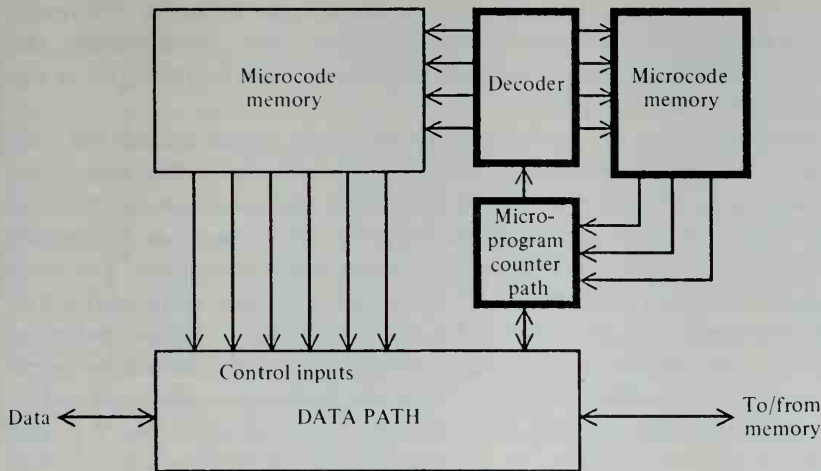 Microcode
memory
Decoder
Microcode
memory
Micro-
program
counter
path
Control inputs
Data
DATA PATH
To/from
memory